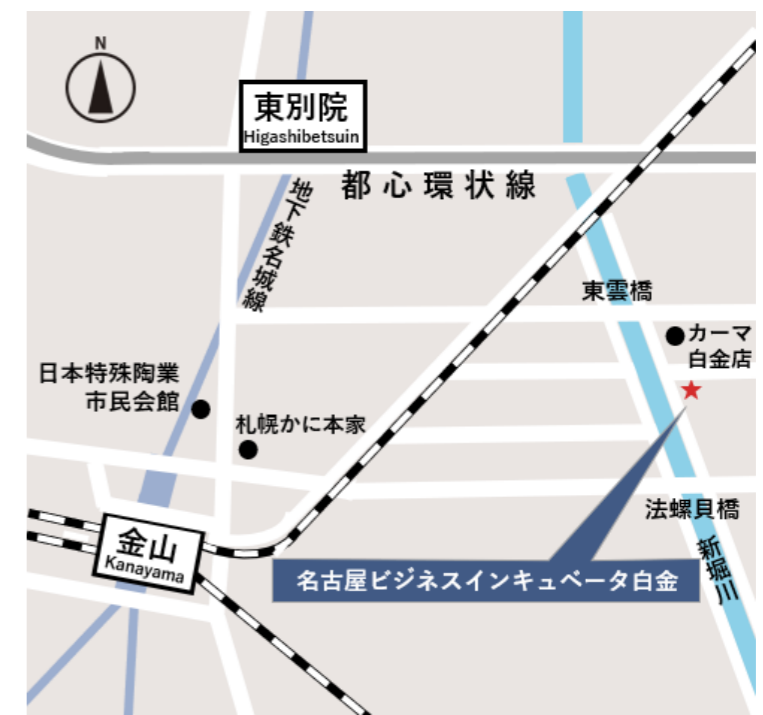 N
東別院
Higashibetsuin
都心環状線
地下鉄名城線
東雲橋
カーマ
白金店
日本特殊陶業
市民会館
札幌かに本家
法螺貝橋
新堀川
金山
Kanayama
名古屋ビジネスインキュベータ白金